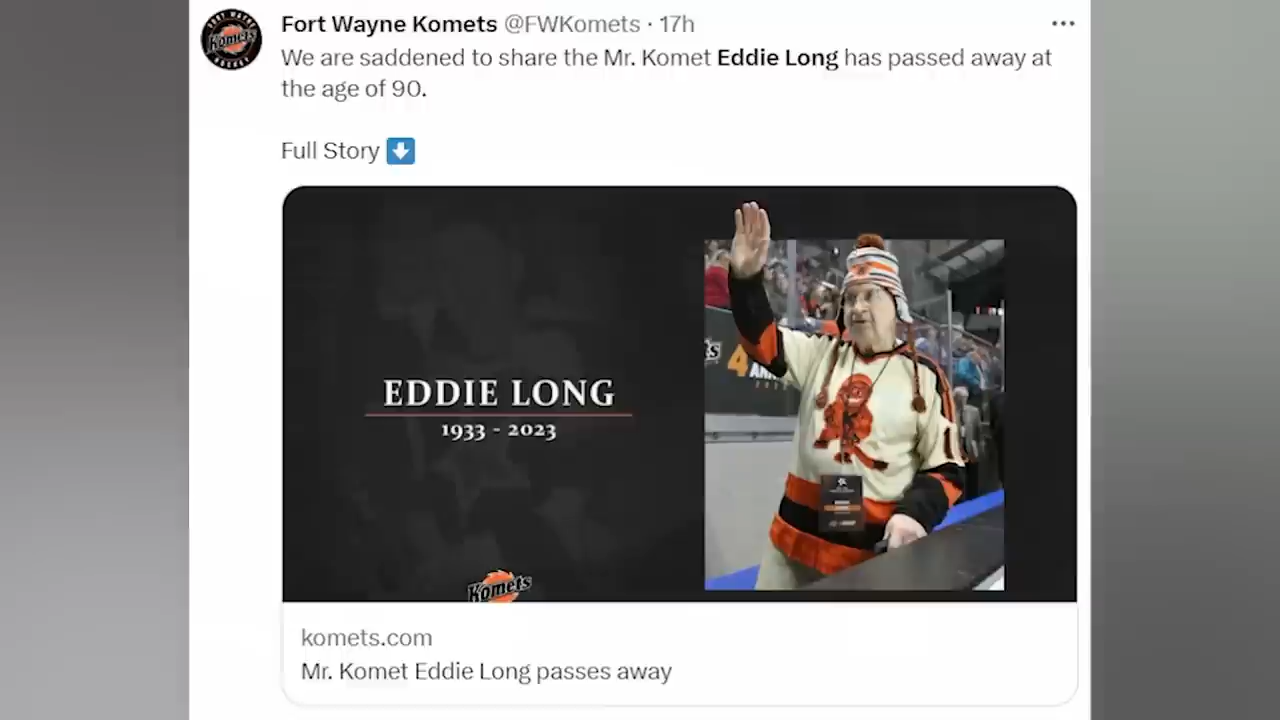 Fort Wayne Komets @FWKomets · 17h
We are saddened to share the Mr. Komet Eddie Long has passed away at
the age of 90.
Full Story
EDDIE LONG
1933 - 2023
Komets
komets.com
Mr. Komet Eddie Long passes away